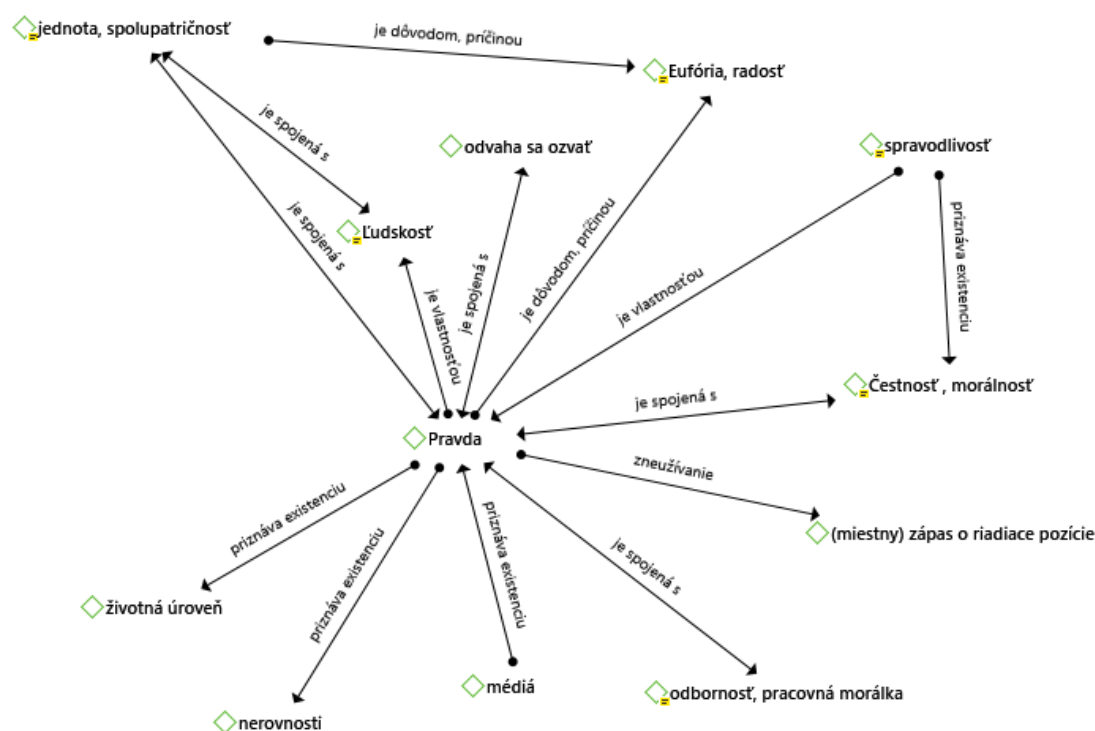 jednota, spolupatričnosť
je dôvodom, príčinou
Eufória, radosť
je spojená s
odvaha sa ozvať
spravodlivosť
je spojená s
Ľudskosť
je dôvodom, príčinou
priznáva existenciu
je spojená s
je vlastnosťou
je vlastnosťou
Čestnosť , morálnosť
je spojená s
Pravda
zneužívanie
priznáva existenciu
priznáva existenciu
priznáva existenciu
(miestny) zápas o riadiace pozície
je spojená s
životná úroveň
médiá
odbornosť, pracovná morálka
nerovnosti